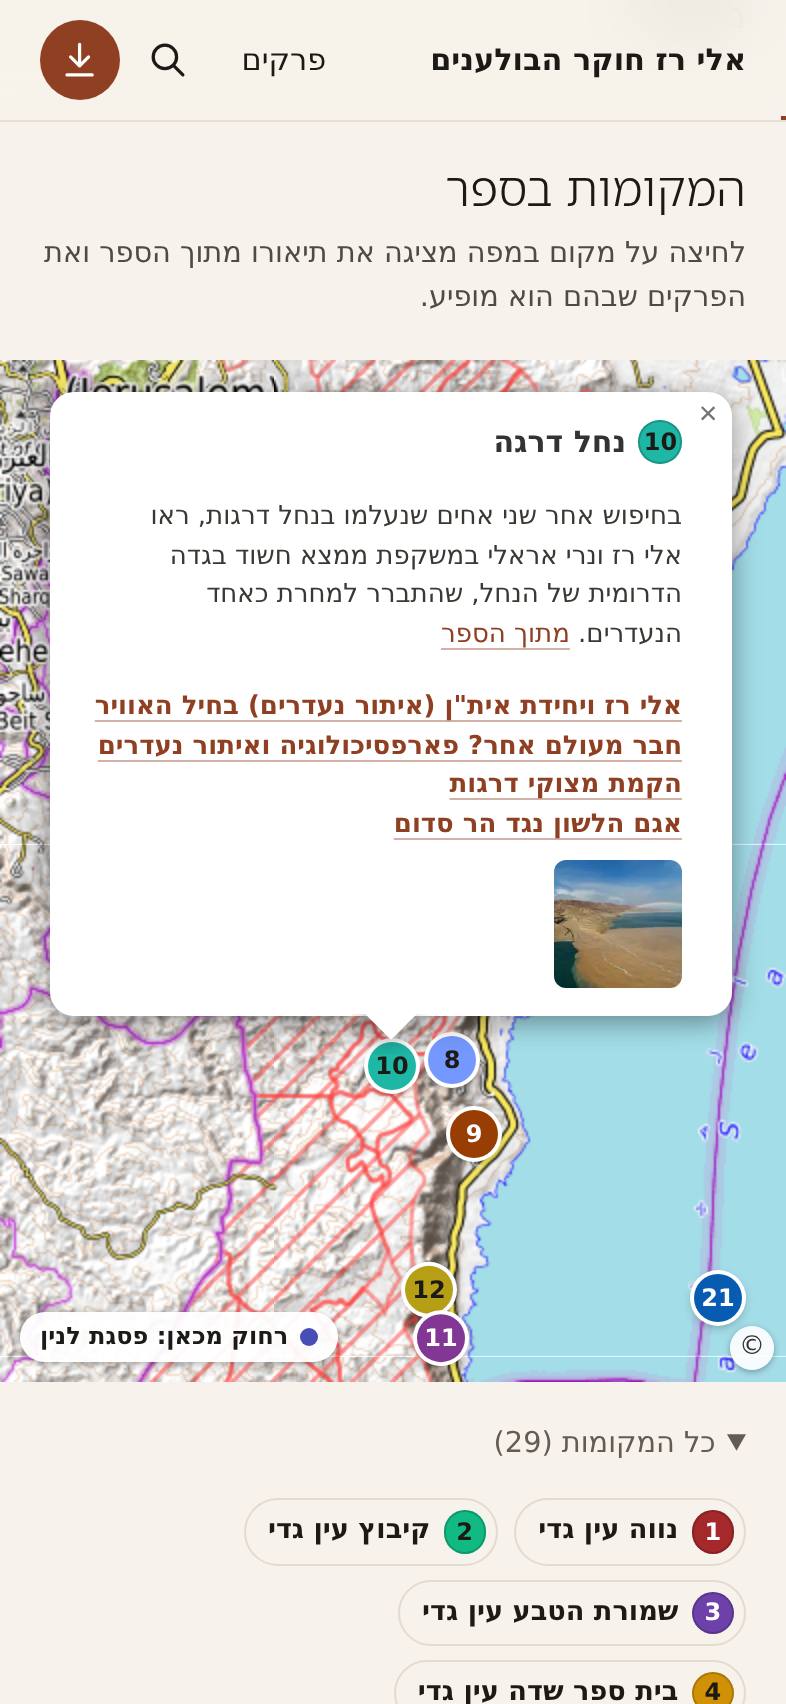 אלי רז חוקר הבולענים
פרקים
המקומות בספר
לחיצה על מקום במפה מציגה את תיאורו מתוך הספר ואת
הפרקים שבהם הוא מופיע.
(Jerusalem)
×
10 נחל דרגה
בחיפוש אחר שני אחים שנעלמו בנחל דרגות, ראו
אלי רז ונרי אראלי במשקפת ממצא חשוד בגדה
הדרומית של הנחל, שהתברר למחרת כאחד
הנעדרים. מתוך הספר
אלי רז ויחידת אית"ן (איתור נעדרים) בחיל האוויר
חבר מעולם אחר? פארפסיכולוגיה ואיתור נעדרים
הקמת מצוקי דרגות
אגם הלשון נגד הר סדום
10
8
9
12
11
21
רחוק מכאן: פסגת לנין
©
כל המקומות (29)
1 נווה עין גדי
2 קיבוץ עין גדי
3 שמורת הטבע עין גדי
4 בית ספר שדה עין גדי